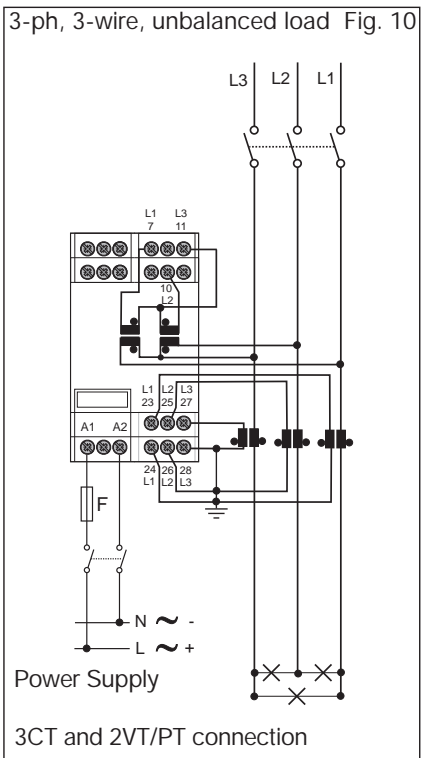 3-ph, 3-wire, unbalanced load Fig. 10
L3 L2 L1
L1 L3
7 11
10
L2
L1 L2 L3
23 25 27
A1 A2
24 26 28
L1 L2 L3
F
N ~ -
L ~ +
Power Supply
3CT and 2VT/PT connection